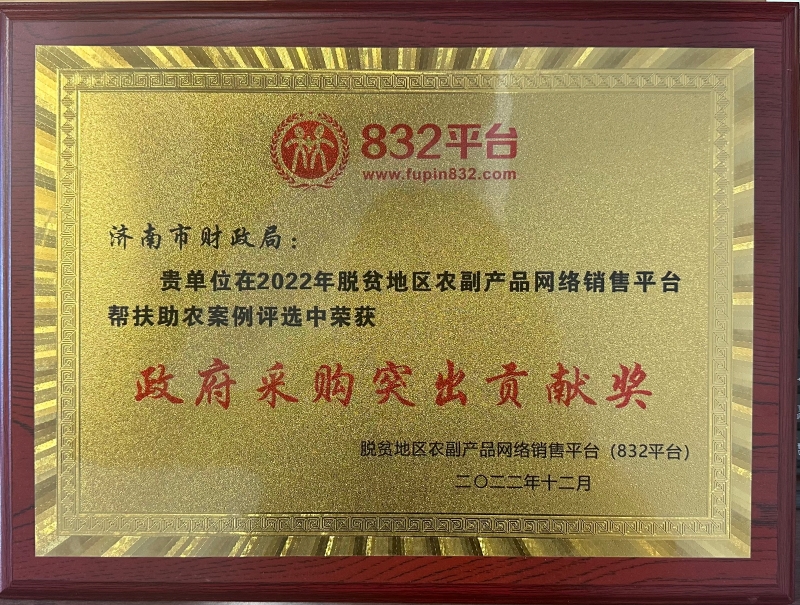 832平台
www.fupin832.com
济南市财政局：
贵单位在2022年脱贫地区农副产品网络销售平台
帮扶助农案例评选中荣获
政府采购突出贡献奖
脱贫地区农副产品网络销售平台（832平台）
二〇二二年十二月